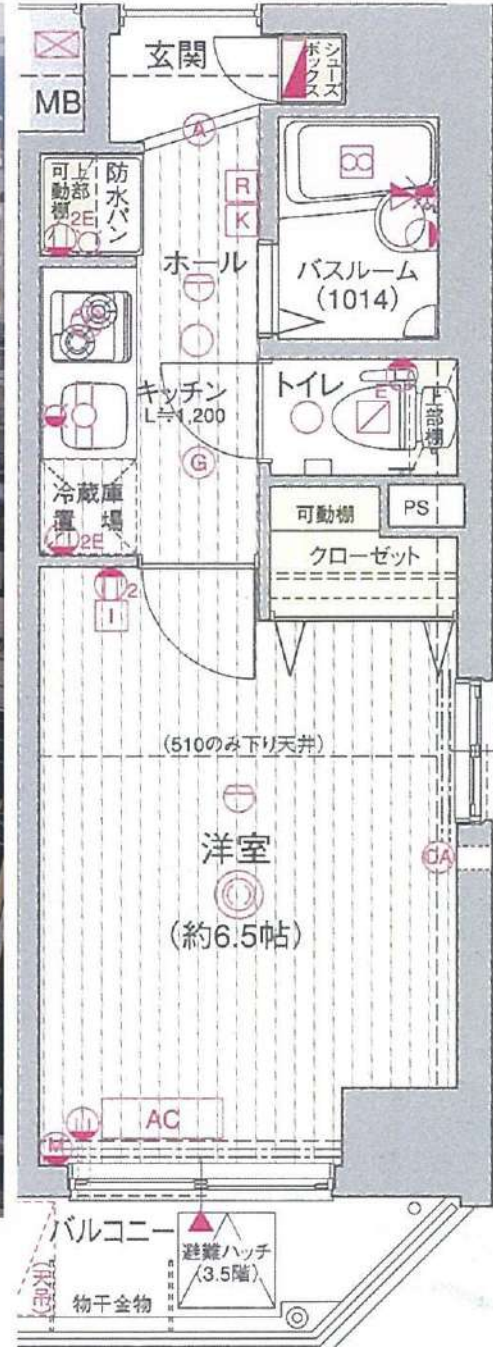 玄関
シューズ
ボックス
MB
A
防水パン
上部
可動棚
2E
R
K
ホール
バスルーム
(1014)
キッチン
L≒1,200
トイレ
E
上部棚
G
冷蔵庫
置場
2E
可動棚
PS
クローゼット
2
I
(510のみ下り天井)
洋室
(約6.5帖)
AC
M
バルコニー
避難ハッチ
(3.5階)
物干金物